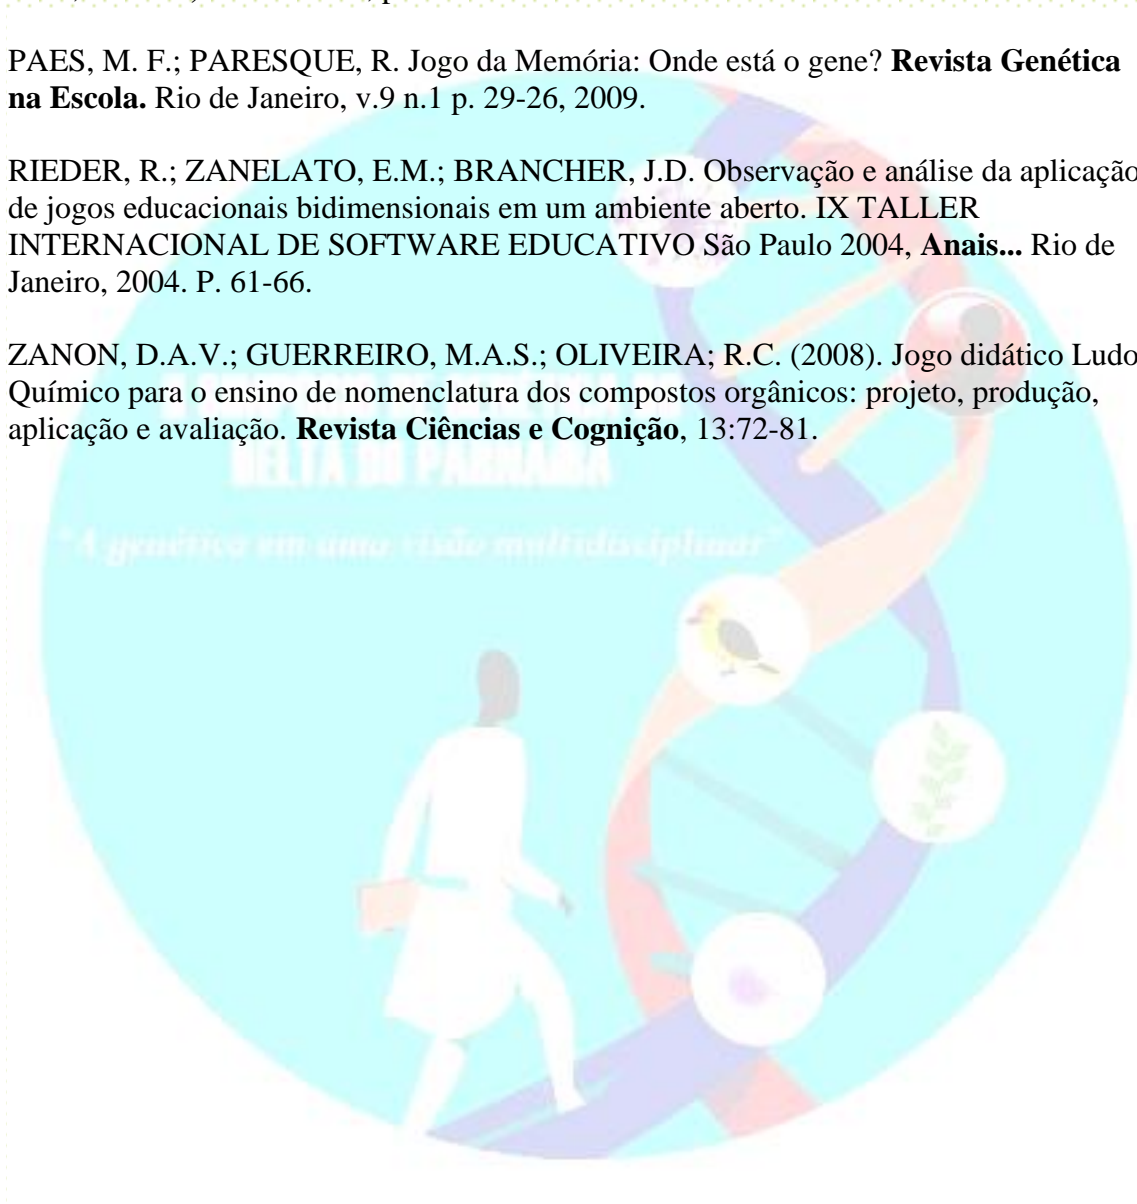 PAES, M. F.; PARESQUE, R. Jogo da Memória: Onde está o gene? Revista Genética
na Escola. Rio de Janeiro, v.9 n.1 p. 29-26, 2009.
RIEDER, R.; ZANELATO, E.M.; BRANCHER, J.D. Observação e análise da aplicação
de jogos educacionais bidimensionais em um ambiente aberto. IX TALLER
INTERNACIONAL DE SOFTWARE EDUCATIVO São Paulo 2004, Anais... Rio de
Janeiro, 2004. P. 61-66.
ZANON, D.A.V.; GUERREIRO, M.A.S.; OLIVEIRA; R.C. (2008). Jogo didático Ludo
Químico para o ensino de nomenclatura dos compostos orgânicos: projeto, produção,
aplicação e avaliação. Revista Ciências e Cognição, 13:72-81.
DELTA DO PARNAIBA
"A genética em uma visão multidisciplinar"